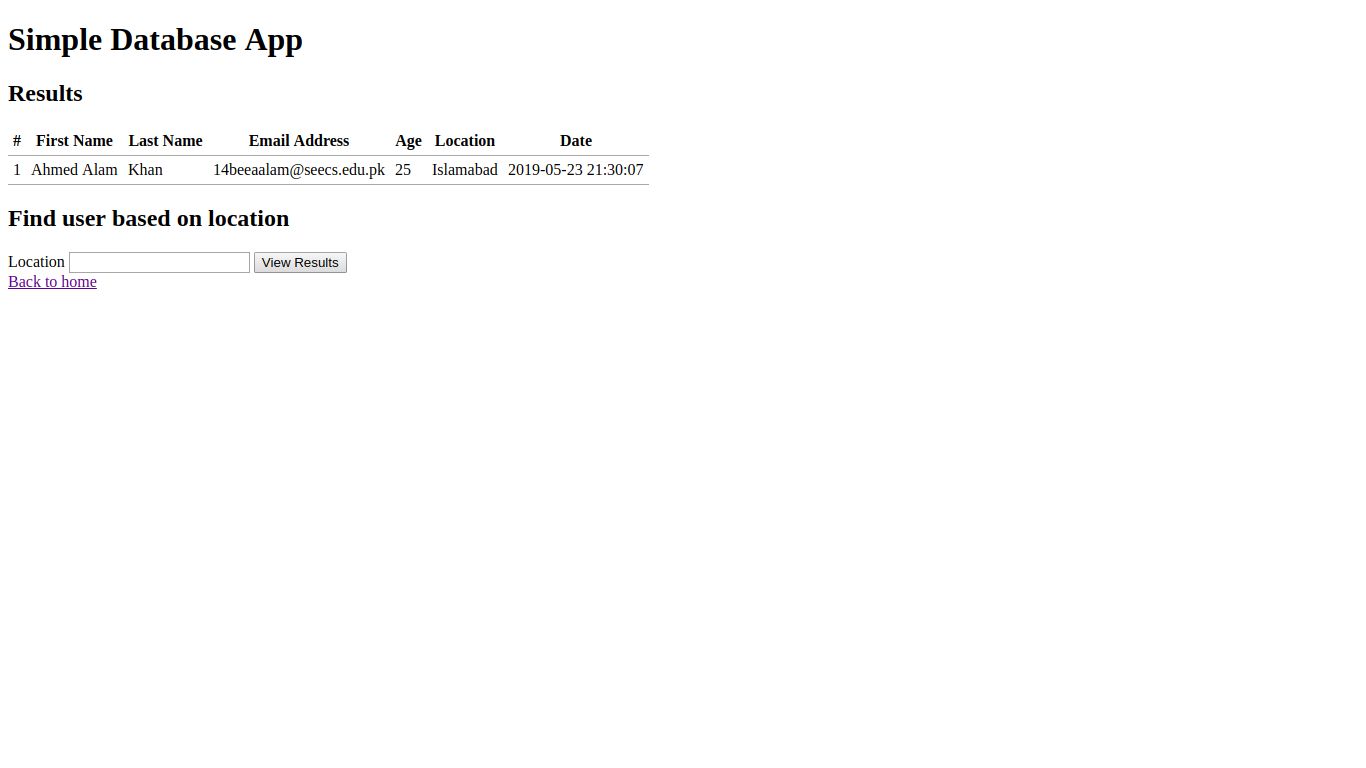 Simple Database App
Results
# First Name Last Name Email Address Age Location Date
1 Ahmed Alam Khan 14beeaalam@seecs.edu.pk 25 Islamabad 2019-05-23 21:30:07
Find user based on location
Location View Results
Back to home